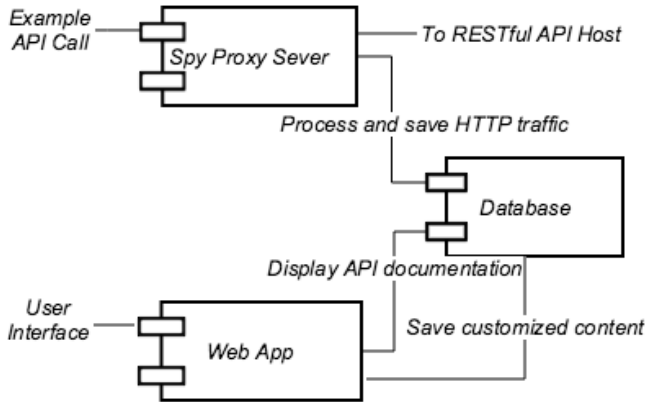 Example
API Call
Spy Proxy Sever
To RESTful API Host
Process and save HTTP traffic
Database
Display API documentation
User
Interface
Web App
Save customized content